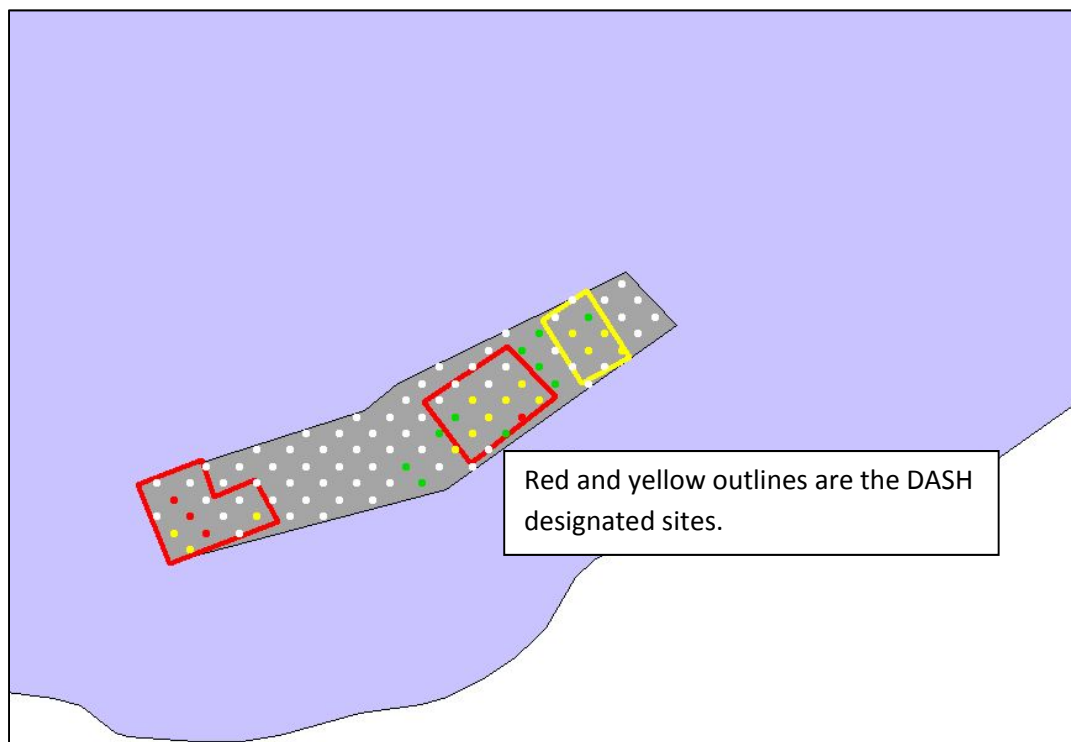 Red and yellow outlines are the DASH
designated sites.